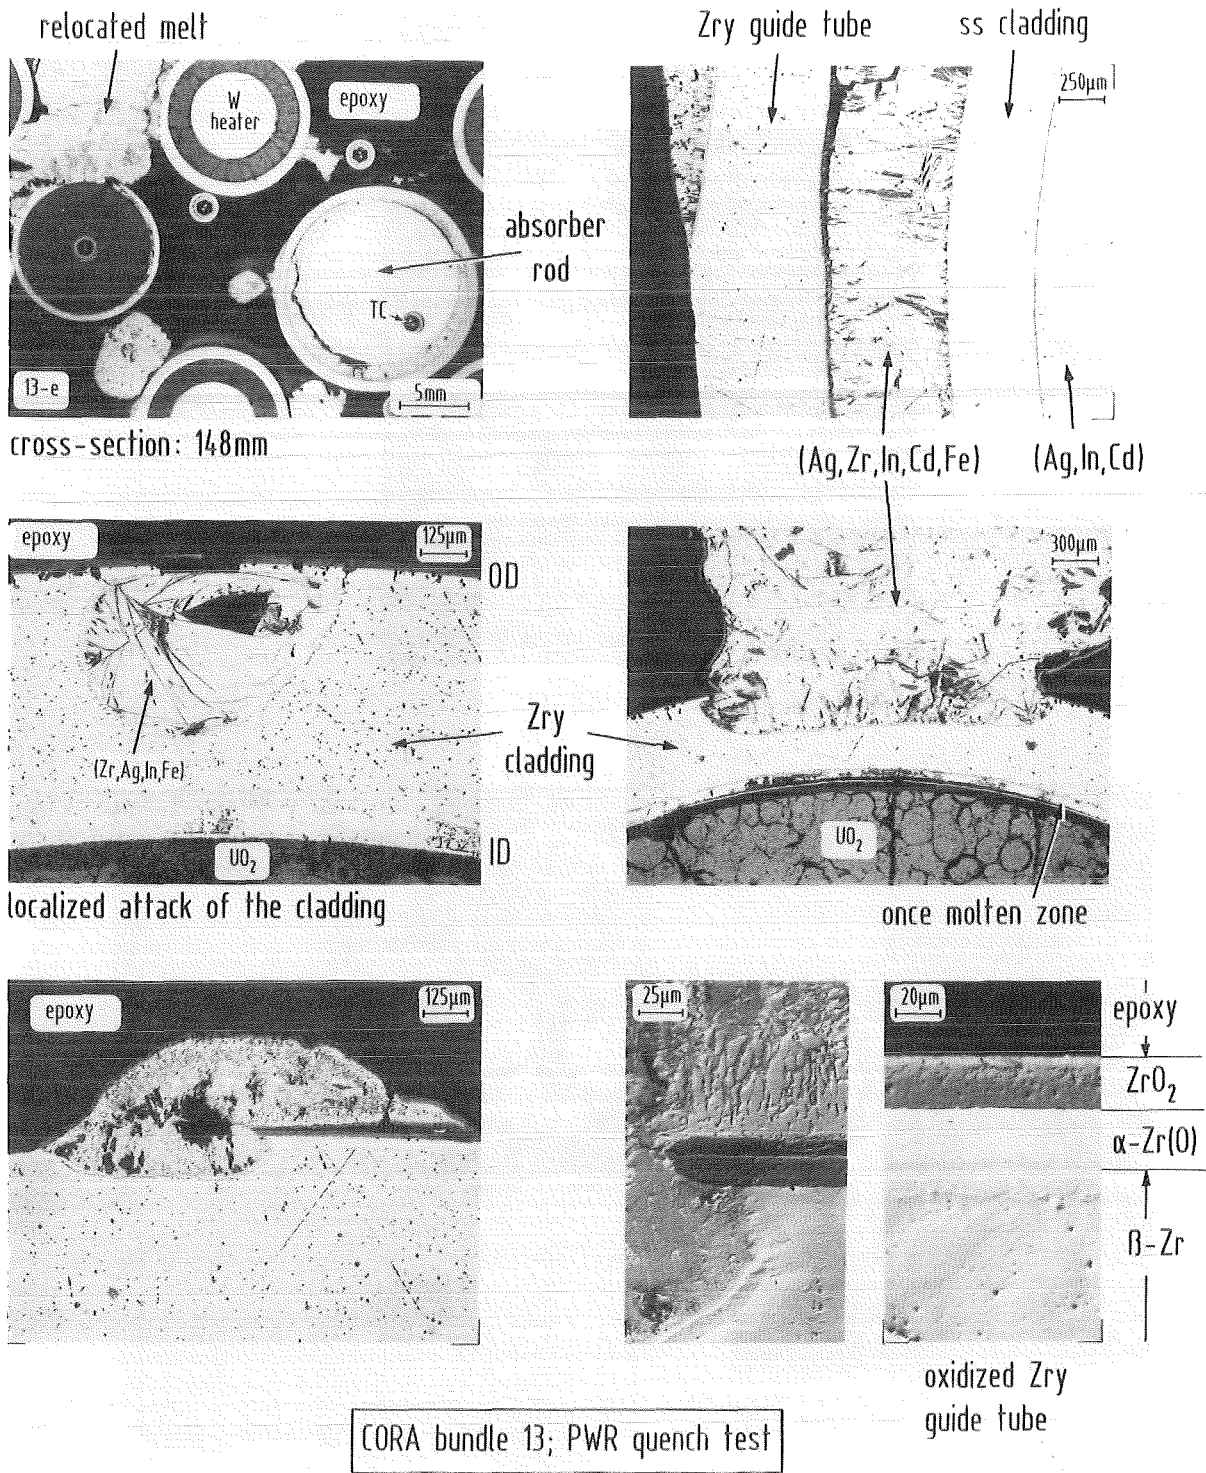 relocated melt
Zry guide tube
ss cladding
W
heater
epoxy
250µm
absorber
rod
TC
13-e
5mm
cross-section: 148mm
(Ag,Zr,In,Cd,Fe)
(Ag,In,Cd)
epoxy
125µm
OD
300µm
Zry
cladding
(Zr,Ag,In,Fe)
UO₂
ID
UO₂
localized attack of the cladding
once molten zone
epoxy
125µm
25µm
20µm
epoxy
ZrO₂
α-Zr(O)
β-Zr
oxidized Zry
guide tube
CORA bundle 13; PWR quench test